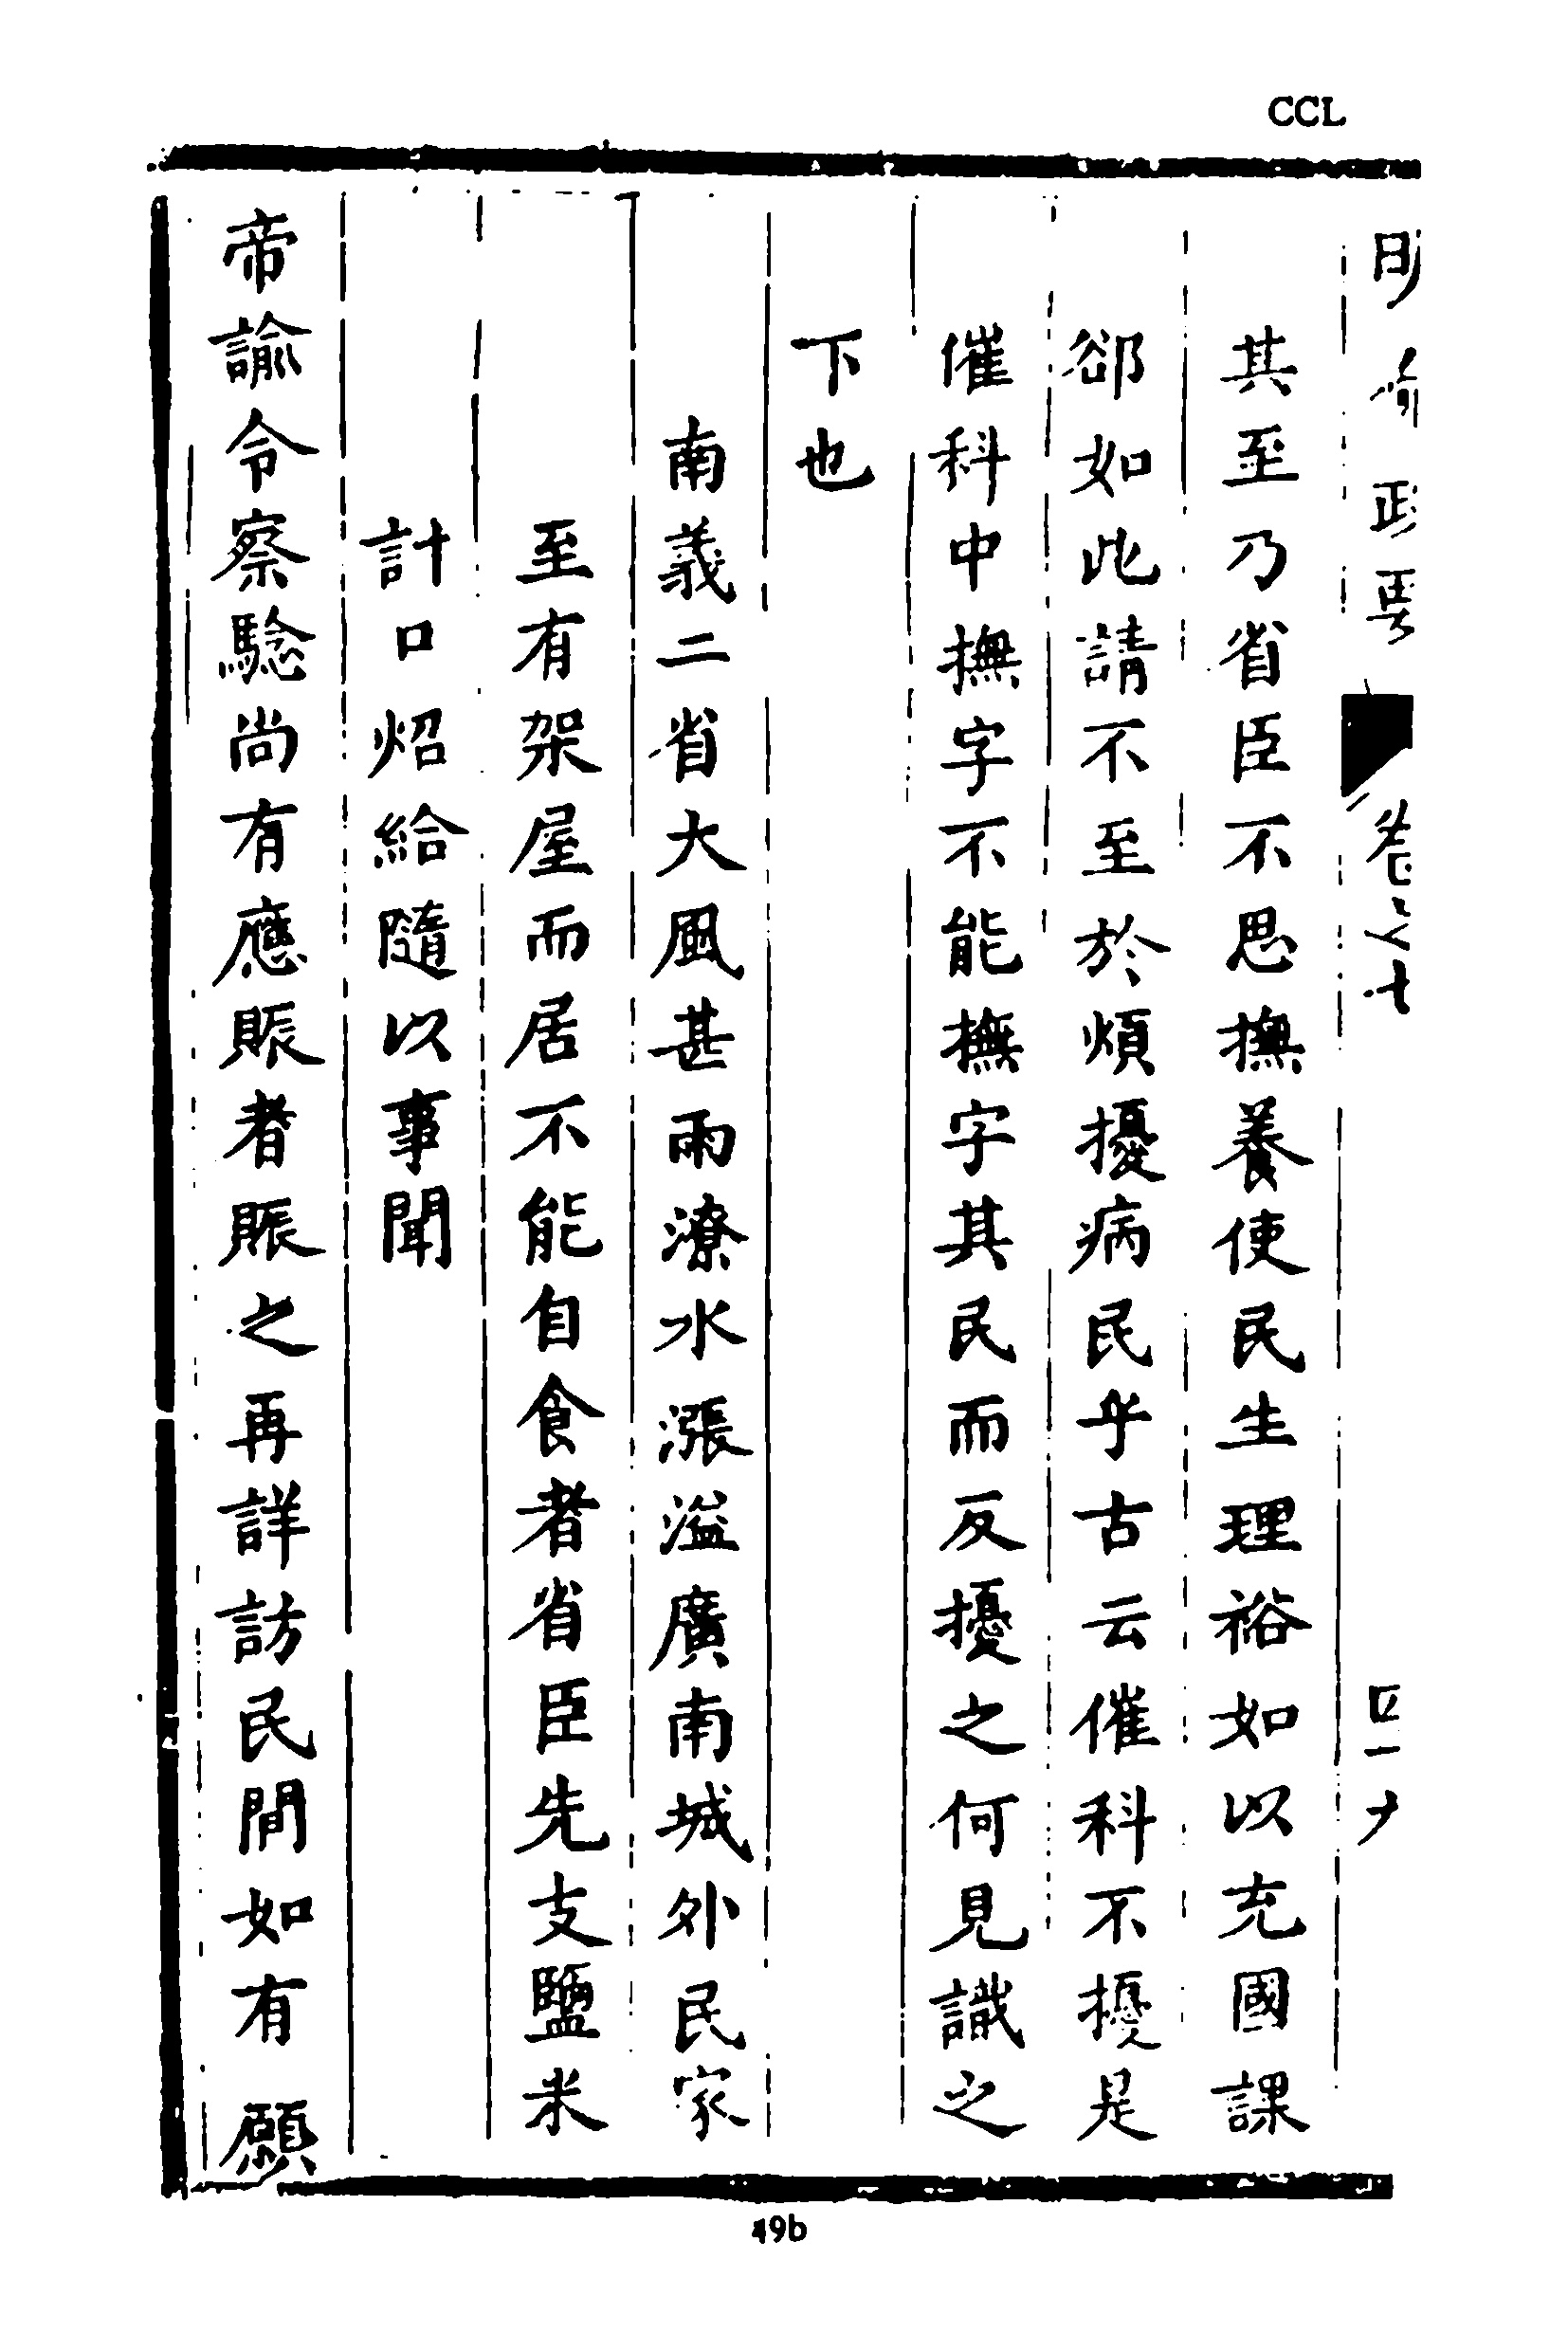 CCL
明命政要 卷之七 四十九
其至乃省臣不思撫養使民生理裕如以充國課
郤如此請不至於煩擾病民乎古云催科不擾是
催科中撫字不能撫字其民而反擾之何見識之
下也
南義二省大風甚雨潦水漲溢廣南城外民家
至有架屋而居不能自食者省臣先支鹽米
計口炤給隨以事聞
帝諭令察騐尚有應賬者賬之再詳訪民間如有願
49b